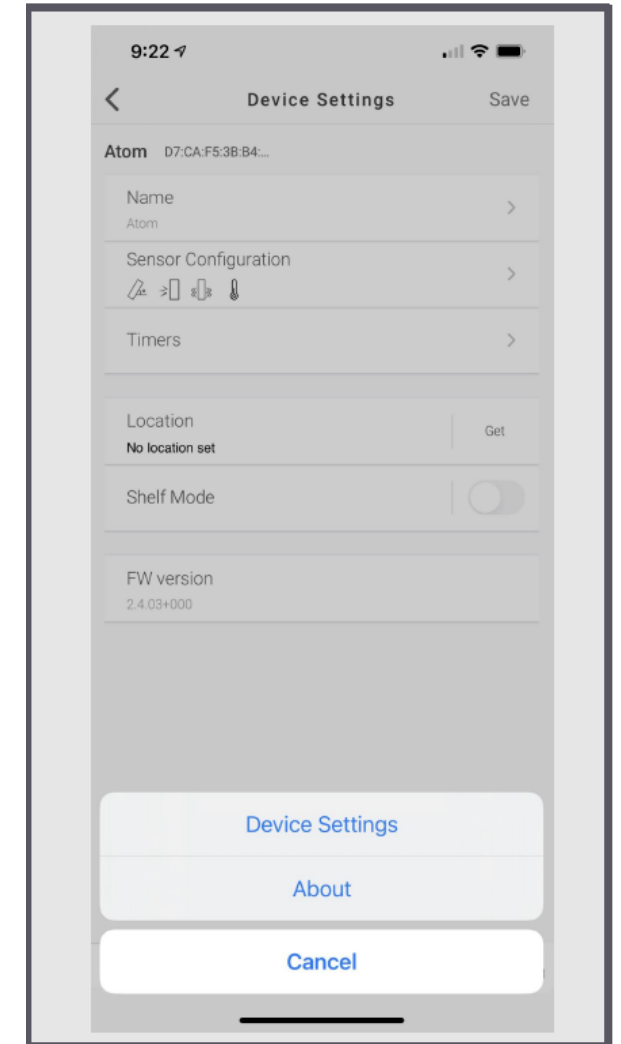 9:22
Device Settings Save
Atom D7:CA:F5:3B:B4:...
Name
Atom
Sensor Configuration
Timers
Location
No location set
Get
Shelf Mode
FW version
2.4.03+000
Device Settings
About
Cancel